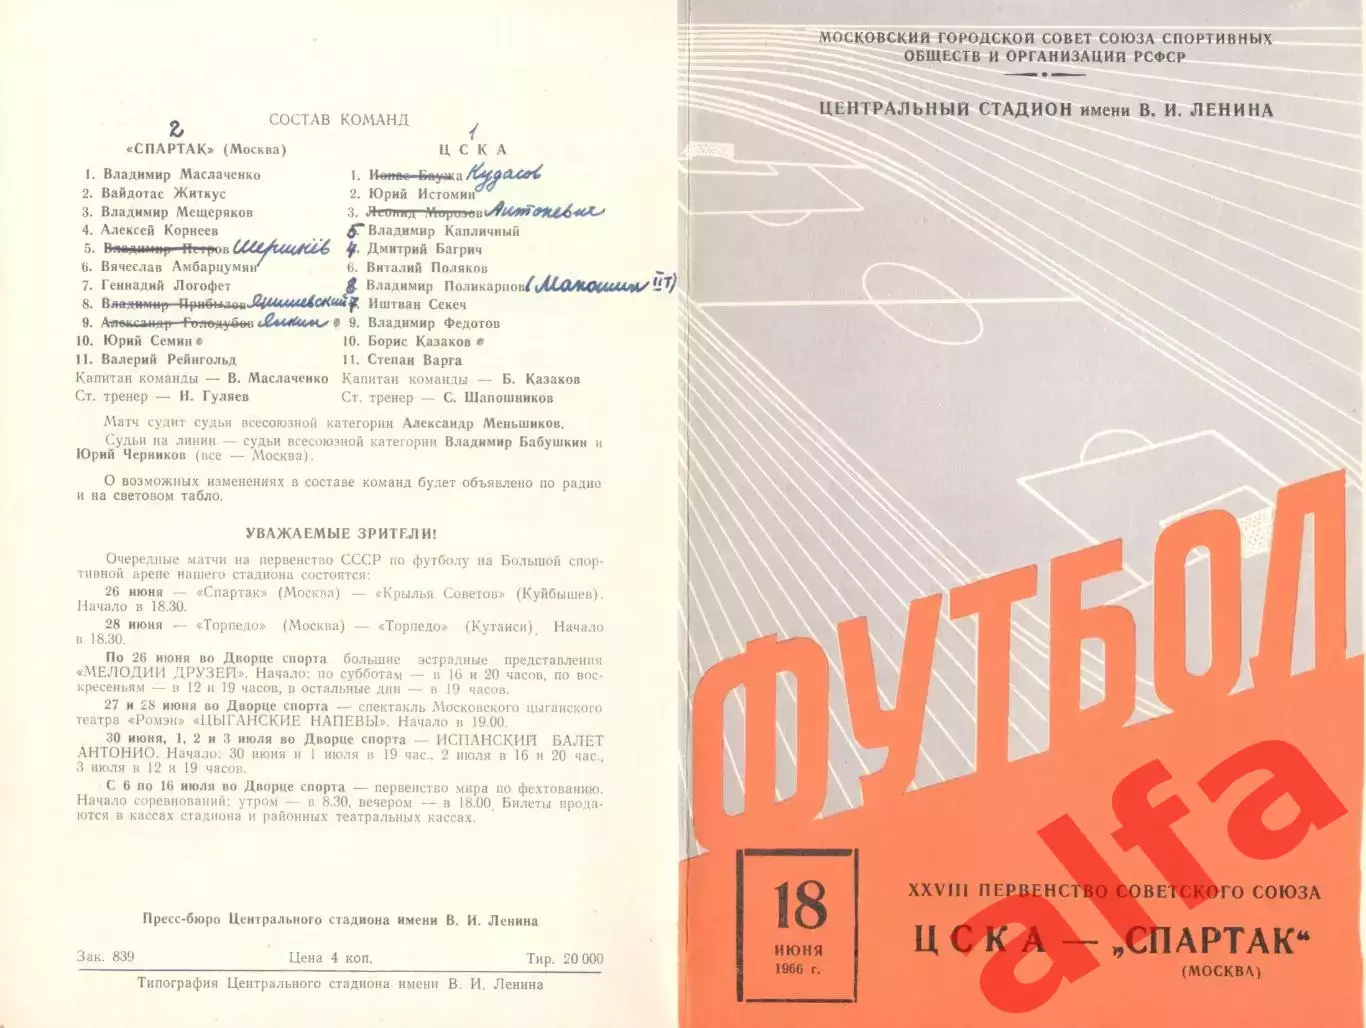 СОСТАВ КОМАНД
2
«СПАРТАК» (Москва)
1. Владимир Маслаченко
2. Вайдотас Житкус
3. Владимир Мещеряков
4. Алексей Корнеев
5. Владимир Петров
6. Вячеслав Амбарцумян
7. Геннадий Логофет
8. Владимир Прибылов Янишевский
9. Александр Голодубов Янкин
10. Юрий Семин
11. Валерий Рейнгольд
Капитан команды — В. Маслаченко
Ст. тренер — Н. Гуляев
1
ЦСКА
1. Ионас Баужа Кудасов
2. Юрий Истомин
3. Леонид Морозов Антоневич
5 Владимир Капличный
4. Дмитрий Багрич
6. Виталий Поляков
8 Владимир Поликарпов (Маношин IIТ)
7 Иштван Секеч
9. Владимир Федотов
10. Борис Казаков
11. Степан Варга
Капитан команды — Б. Казаков
Ст. тренер — С. Шапошников
Матч судит судья всесоюзной категории Александр Меньшиков.
Судьи на линии — судьи всесоюзной категории Владимир Бабушкин и
Юрий Черников (все — Москва).
О возможных изменениях в составе команд будет объявлено по радио
и на световом табло.
УВАЖАЕМЫЕ ЗРИТЕЛИ!
Очередные матчи на первенство СССР по футболу на Большой спор-
тивной арене нашего стадиона состоятся:
26 июня — «Спартак» (Москва) — «Крылья Советов» (Куйбышев).
Начало в 18.30.
28 июня — «Торпедо» (Москва) — «Торпедо» (Кутаиси). Начало
в 18.30.
По 26 июня во Дворце спорта большие эстрадные представления
«МЕЛОДИИ ДРУЗЕЙ». Начало: по субботам — в 16 и 20 часов, по вос-
кресеньям — в 12 и 19 часов, в остальные дни — в 19 часов.
27 и 28 июня во Дворце спорта — спектакль Московского цыганского
театра «Ромэн» «ЦЫГАНСКИЕ НАПЕВЫ». Начало в 19.00.
30 июня, 1, 2 и 3 июля во Дворце спорта — ИСПАНСКИЙ БАЛЕТ
АНТОНИО. Начало: 30 июня и 1 июля в 19 час., 2 июля в 16 и 20 час.,
3 июля в 12 и 19 часов.
С 6 по 16 июля во Дворце спорта — первенство мира по фехтованию.
Начало соревнований: утром — в 8.30, вечером — в 18.00. Билеты прода-
ются в кассах стадиона и районных театральных кассах.
Пресс-бюро Центрального стадиона имени В. И. Ленина
Зак. 839 Цена 4 коп. Тир. 20 000
Типография Центрального стадиона имени В. И. Ленина
МОСКОВСКИЙ ГОРОДСКОЙ СОВЕТ СОЮЗА СПОРТИВНЫХ
ОБЩЕСТВ И ОРГАНИЗАЦИЙ РСФСР
ЦЕНТРАЛЬНЫЙ СТАДИОН имени В. И. ЛЕНИНА
ФУТБОЛ
18
ИЮНЯ
1966 г.
XXVIII ПЕРВЕНСТВО СОВЕТСКОГО СОЮЗА
ЦСКА — „СПАРТАК“
(МОСКВА)
alfa